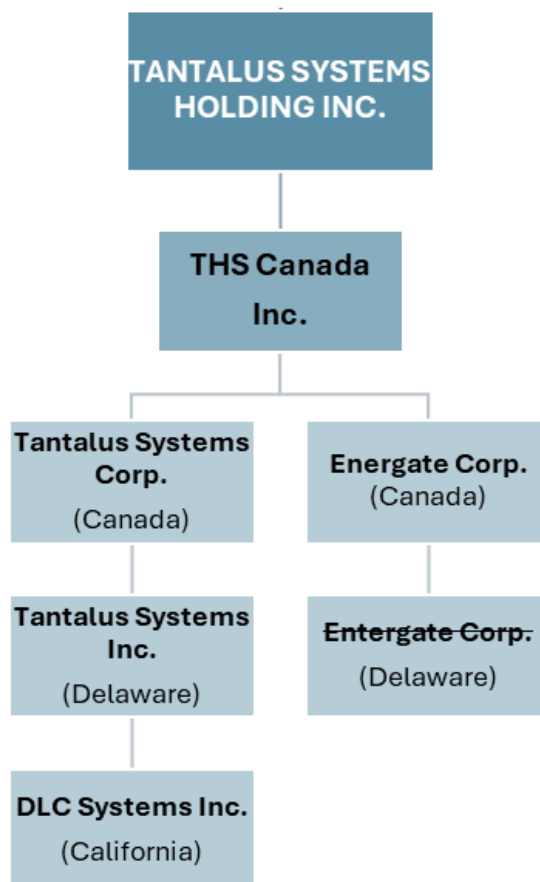 TANTALUS SYSTEMS
HOLDING INC.
THS Canada
Inc.
Tantalus Systems
Corp.
(Canada)
Energate Corp.
(Canada)
Tantalus Systems
Inc.
(Delaware)
Entergate Corp.
(Delaware)
DLC Systems Inc.
(California)